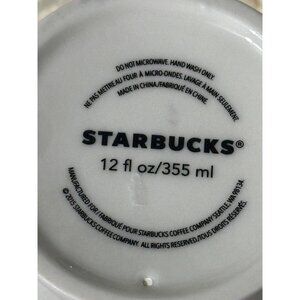 DO NOT MICROWAVE. HAND WASH ONLY.
NE PAS METTRE AU FOUR À MICRO-ONDES. LAVAGE À MAIN SEULEMENT
MADE IN CHINA/FABRIQUÉ EN CHINE.
STARBUCKS®
12 fl oz/355 ml
MANUFACTURED FOR / FABRIQUÉ POUR STARBUCKS COFFEE COMPANY SEATTLE, WA 98134
© 2015 STARBUCKS COFFEE COMPANY. ALL RIGHTS RESERVED./TOUS DROITS RÉSERVÉS